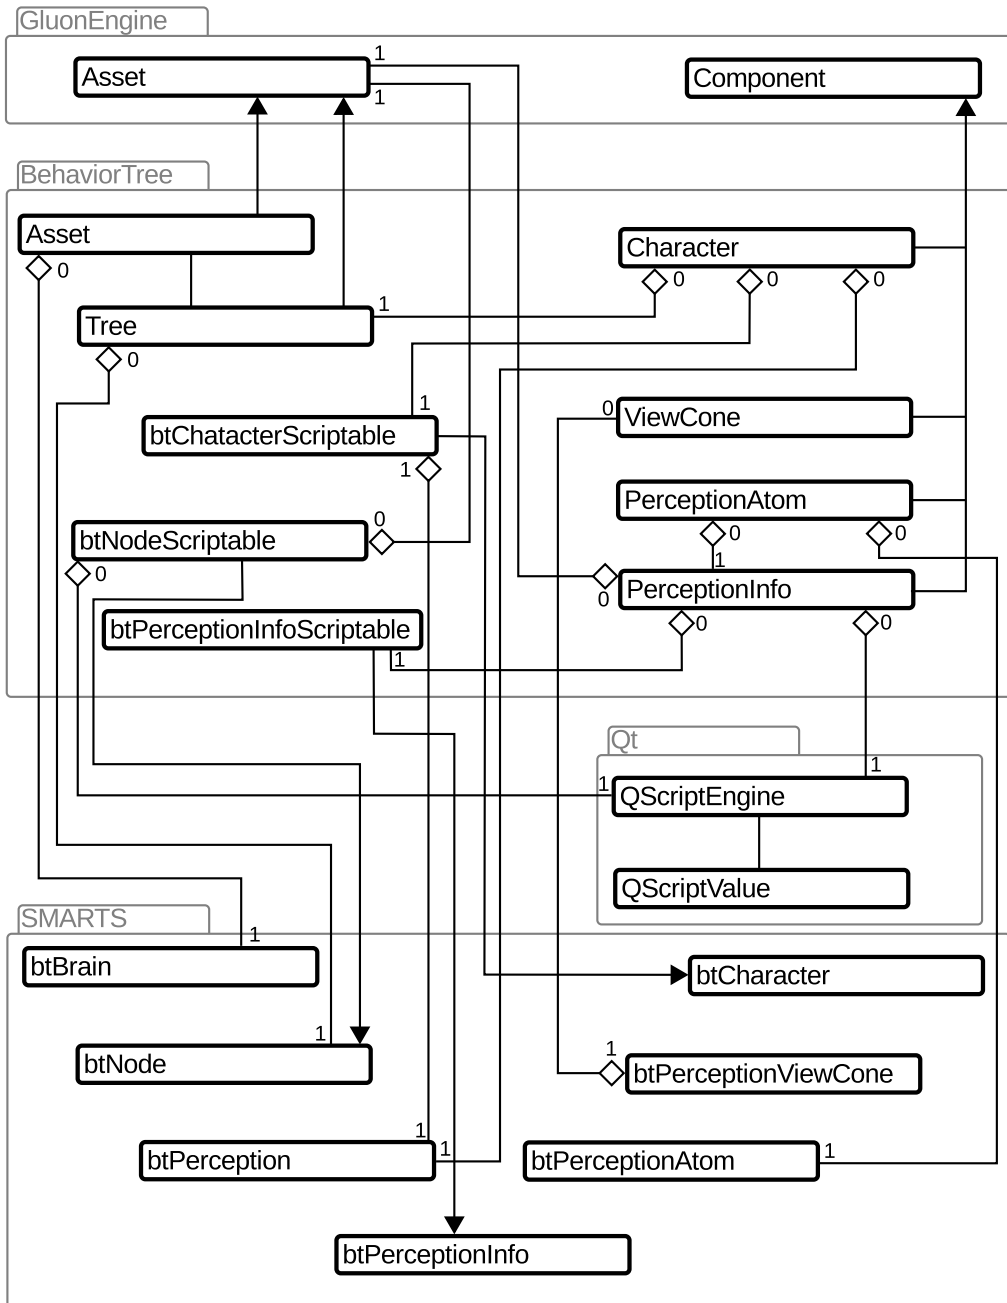 GluonEngine
1
Asset
Component
1
BehaviorTree
Asset
Character
0
0
0
0
1
Tree
0
1
0
ViewCone
btChatacterScriptable
1
PerceptionAtom
0
btNodeScriptable
0
0
1
0
PerceptionInfo
0
btPerceptionInfoScriptable
0
0
1
Qt
1
1
QScriptEngine
QScriptValue
SMARTS
1
btBrain
btCharacter
1
1
btNode
btPerceptionViewCone
1
1
1
btPerception
btPerceptionAtom
btPerceptionInfo